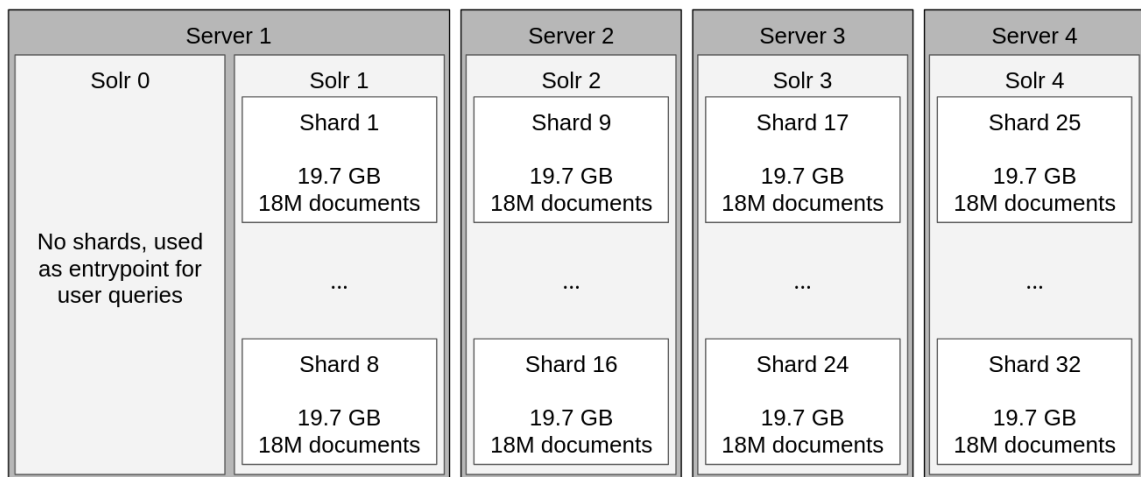 Server 1
Solr 0
No shards, used
as entrypoint for
user queries
Solr 1
Shard 1
19.7 GB
18M documents
...
Shard 8
19.7 GB
18M documents
Server 2
Solr 2
Shard 9
19.7 GB
18M documents
...
Shard 16
19.7 GB
18M documents
Server 3
Solr 3
Shard 17
19.7 GB
18M documents
...
Shard 24
19.7 GB
18M documents
Server 4
Solr 4
Shard 25
19.7 GB
18M documents
...
Shard 32
19.7 GB
18M documents